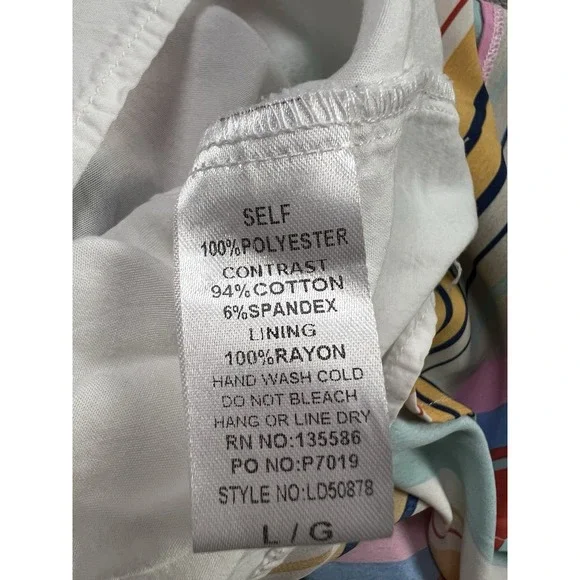 SELF
100%POLYESTER
CONTRAST
94%COTTON
6%SPANDEX
LINING
100%RAYON
HAND WASH COLD
DO NOT BLEACH
HANG OR LINE DRY
RN NO:135586
PO NO:P7019
STYLE NO:LD50878
L / G